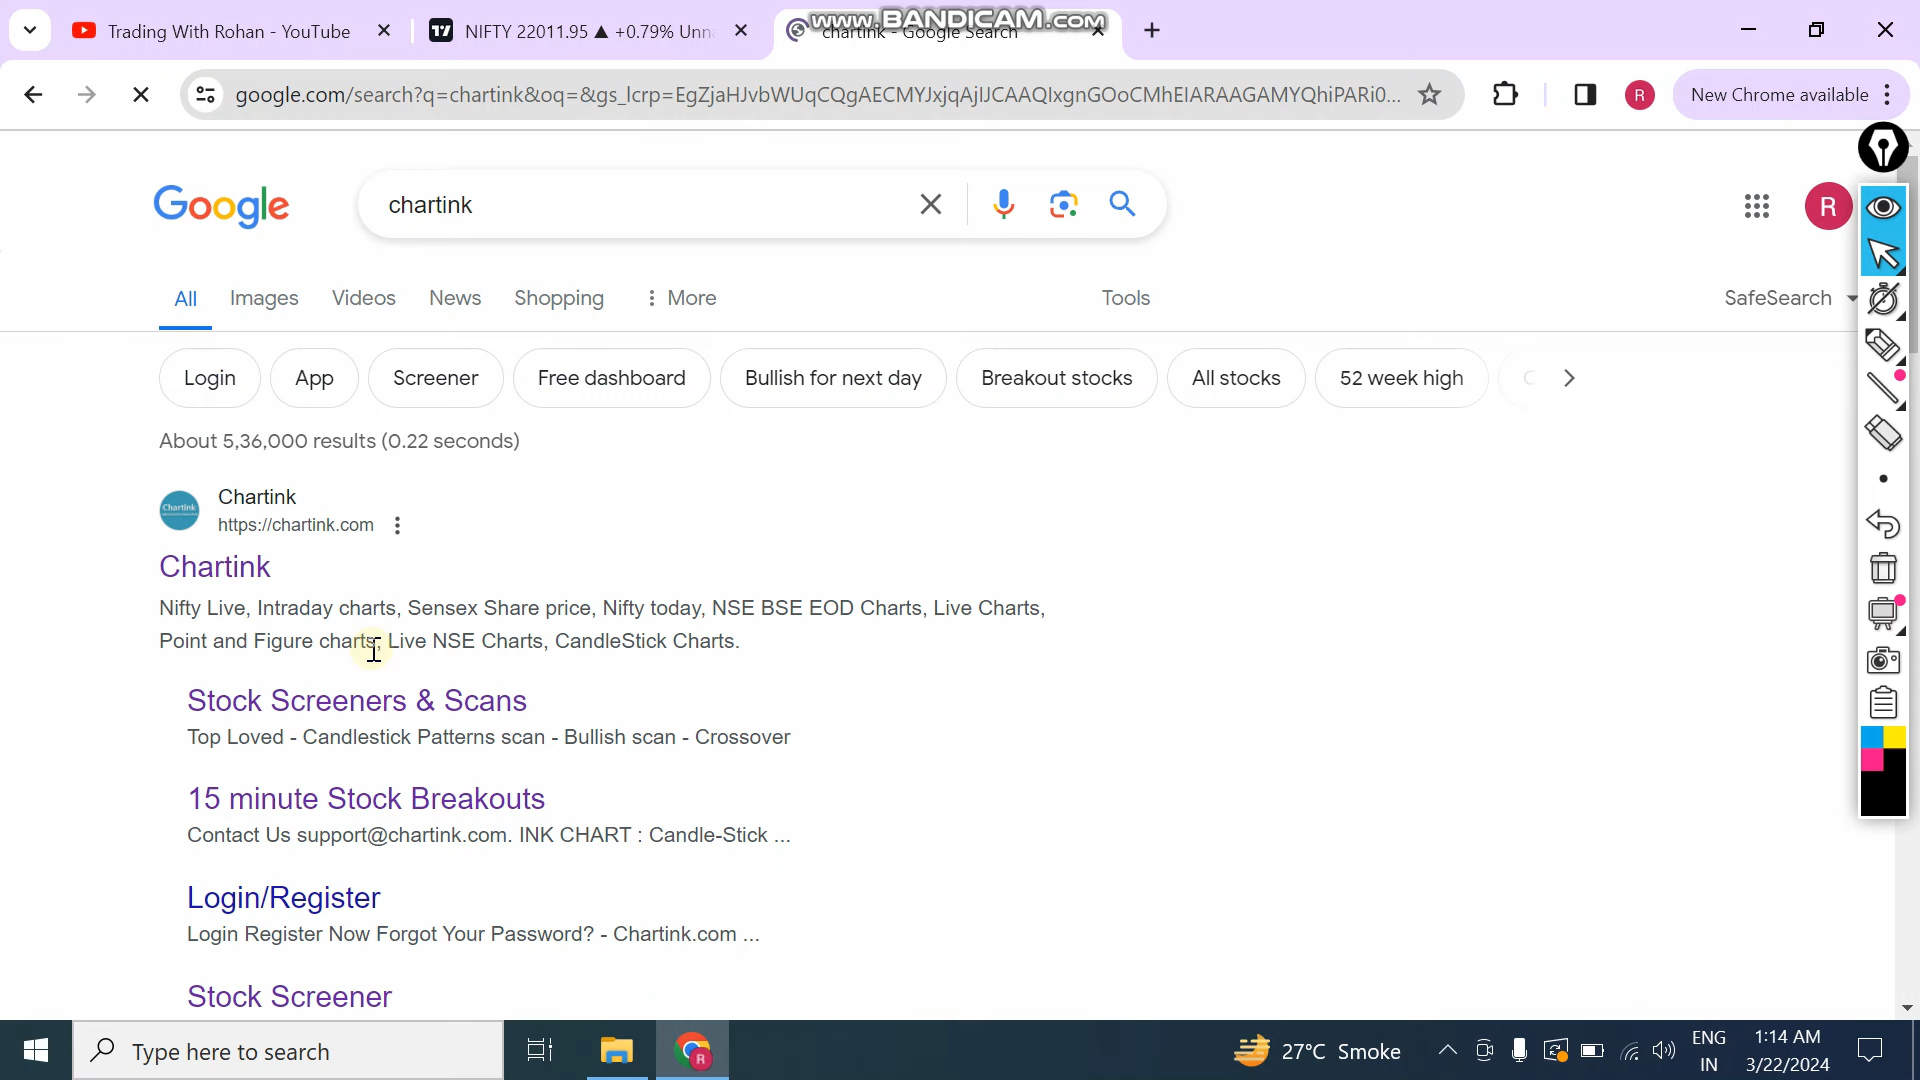 www.BANDICAM.com
Trading With Rohan - YouTube
NIFTY 22011.95 ▲ +0.79% Unna
chartink - Google Search
google.com/search?q=chartink&oq=&gs_lcrp=EgZjaHJvbWUqCQgAECMYJxjqAjIJCAAQIxgnGOoCMhEIARAAGAMYQhiPARi0...
R
New Chrome available
Google
chartink
R
All
Images
Videos
News
Shopping
More
Tools
SafeSearch
Login
App
Screener
Free dashboard
Bullish for next day
Breakout stocks
All stocks
52 week high
About 5,36,000 results (0.22 seconds)
Chartink
Chartink
https://chartink.com
Chartink
Nifty Live, Intraday charts, Sensex Share price, Nifty today, NSE BSE EOD Charts, Live Charts,
Point and Figure charts, Live NSE Charts, CandleStick Charts.
Stock Screeners & Scans
Top Loved - Candlestick Patterns scan - Bullish scan - Crossover
15 minute Stock Breakouts
Contact Us support@chartink.com. INK CHART : Candle-Stick ...
Login/Register
Login Register Now Forgot Your Password? - Chartink.com ...
Stock Screener
Type here to search
R
27°C Smoke
ENG
IN
1:14 AM
3/22/2024